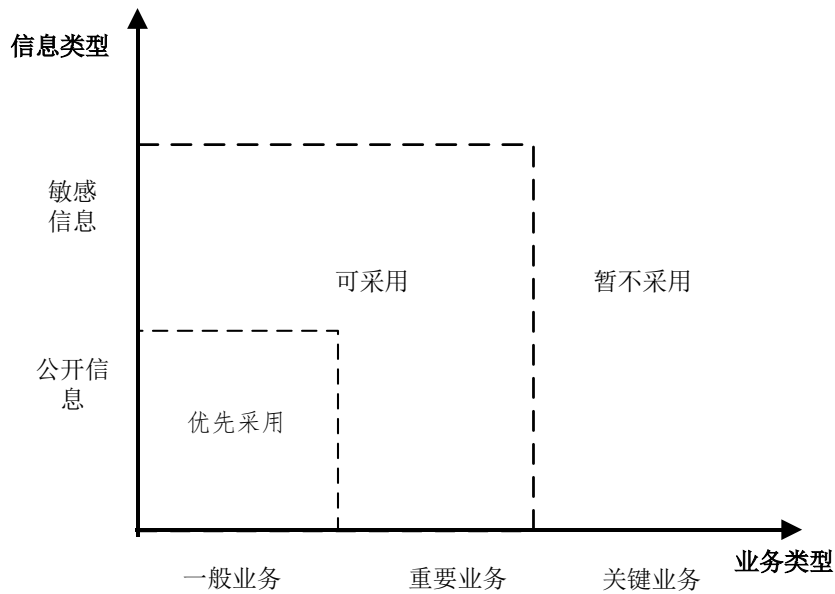 信息类型
敏感
信息
可采用
暂不采用
公开信
息
优先采用
业务类型
一般业务
重要业务
关键业务